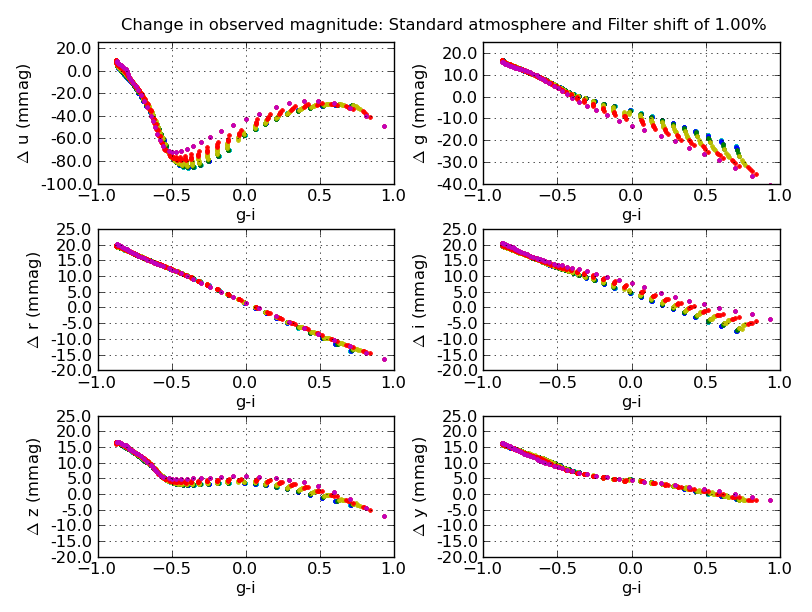 Change in observed magnitude: Standard atmosphere and Filter shift of 1.00%
Δ u (mmag)
20.0
0.0
−20.0
−40.0
−60.0
−80.0
−100.0
−1.0 −0.5 0.0 0.5 1.0
g-i
Δ g (mmag)
20.0
10.0
0.0
−10.0
−20.0
−30.0
−40.0
−1.0 −0.5 0.0 0.5 1.0
g-i
Δ r (mmag)
25.0
20.0
15.0
10.0
5.0
0.0
−5.0
−10.0
−15.0
−20.0
−1.0 −0.5 0.0 0.5 1.0
g-i
Δ i (mmag)
25.0
20.0
15.0
10.0
5.0
0.0
−5.0
−10.0
−15.0
−20.0
−1.0 −0.5 0.0 0.5 1.0
g-i
Δ z (mmag)
25.0
20.0
15.0
10.0
5.0
0.0
−5.0
−10.0
−15.0
−20.0
−1.0 −0.5 0.0 0.5 1.0
g-i
Δ y (mmag)
25.0
20.0
15.0
10.0
5.0
0.0
−5.0
−10.0
−15.0
−20.0
−1.0 −0.5 0.0 0.5 1.0
g-i